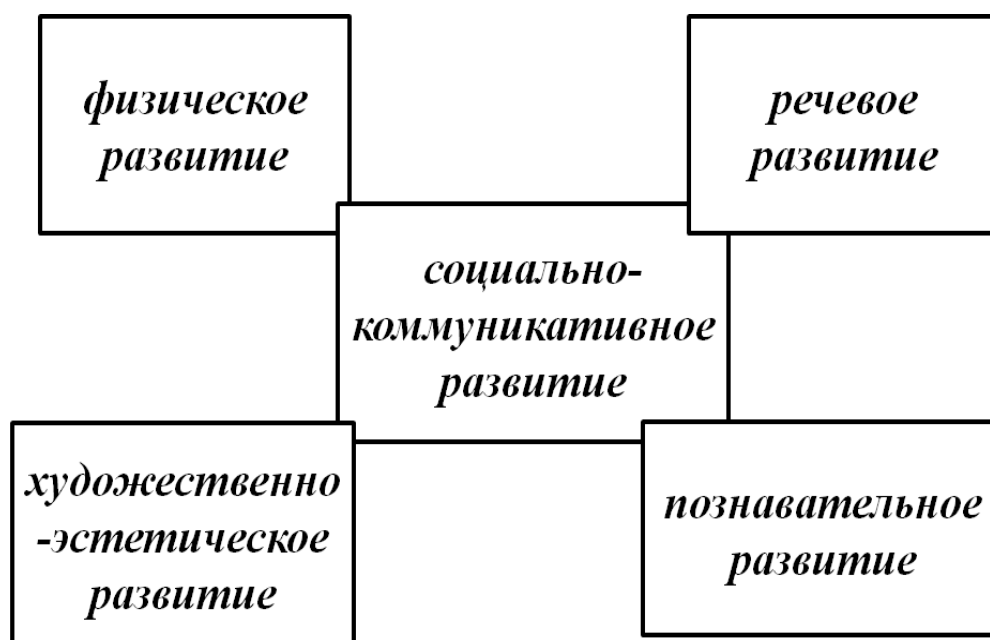 физическое
развитие
речевое
развитие
социально-
коммуникативное
развитие
художественно
-эстетическое
развитие
познавательное
развитие